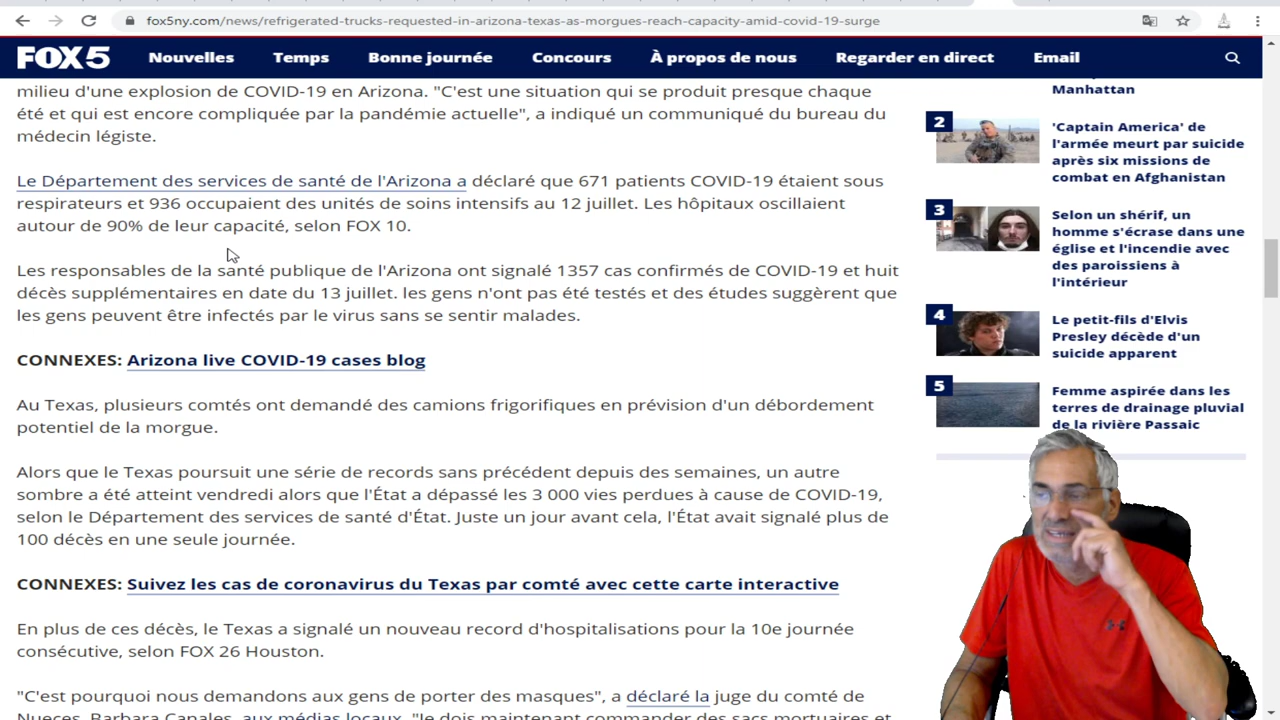 fox5ny.com/news/refrigerated-trucks-requested-in-arizona-texas-as-morgues-reach-capacity-amid-covid-19-surge
FOX 5
Nouvelles
Temps
Bonne journée
Concours
À propos de nous
Regarder en direct
Email
milieu d'une explosion de COVID-19 en Arizona. "C'est une situation qui se produit presque chaque
été et qui est encore compliquée par la pandémie actuelle", a indiqué un communiqué du bureau du
médecin légiste.
Le Département des services de santé de l'Arizona a déclaré que 671 patients COVID-19 étaient sous
respirateurs et 936 occupaient des unités de soins intensifs au 12 juillet. Les hôpitaux oscillaient
autour de 90% de leur capacité, selon FOX 10.
Les responsables de la santé publique de l'Arizona ont signalé 1357 cas confirmés de COVID-19 et huit
décès supplémentaires en date du 13 juillet. les gens n'ont pas été testés et des études suggèrent que
les gens peuvent être infectés par le virus sans se sentir malades.
CONNEXES: Arizona live COVID-19 cases blog
Au Texas, plusieurs comtés ont demandé des camions frigorifiques en prévision d'un débordement
potentiel de la morgue.
Alors que le Texas poursuit une série de records sans précédent depuis des semaines, un autre
sombre a été atteint vendredi alors que l'État a dépassé les 3 000 vies perdues à cause de COVID-19,
selon le Département des services de santé d'État. Juste un jour avant cela, l'État avait signalé plus de
100 décès en une seule journée.
CONNEXES: Suivez les cas de coronavirus du Texas par comté avec cette carte interactive
En plus de ces décès, le Texas a signalé un nouveau record d'hospitalisations pour la 10e journée
consécutive, selon FOX 26 Houston.
"C'est pourquoi nous demandons aux gens de porter des masques", a déclaré la juge du comté de
Nueces, Barbara Canales, aux médias locaux. "Je dois maintenant commander des sacs mortuaires et
Manhattan
2
'Captain America' de
l'armée meurt par suicide
après six missions de
combat en Afghanistan
3
Selon un shérif, un
homme s'écrase dans une
église et l'incendie avec
des paroissiens à
l'intérieur
4
Le petit-fils d'Elvis
Presley décède d'un
suicide apparent
5
Femme aspirée dans les
terres de drainage pluvial
de la rivière Passaic